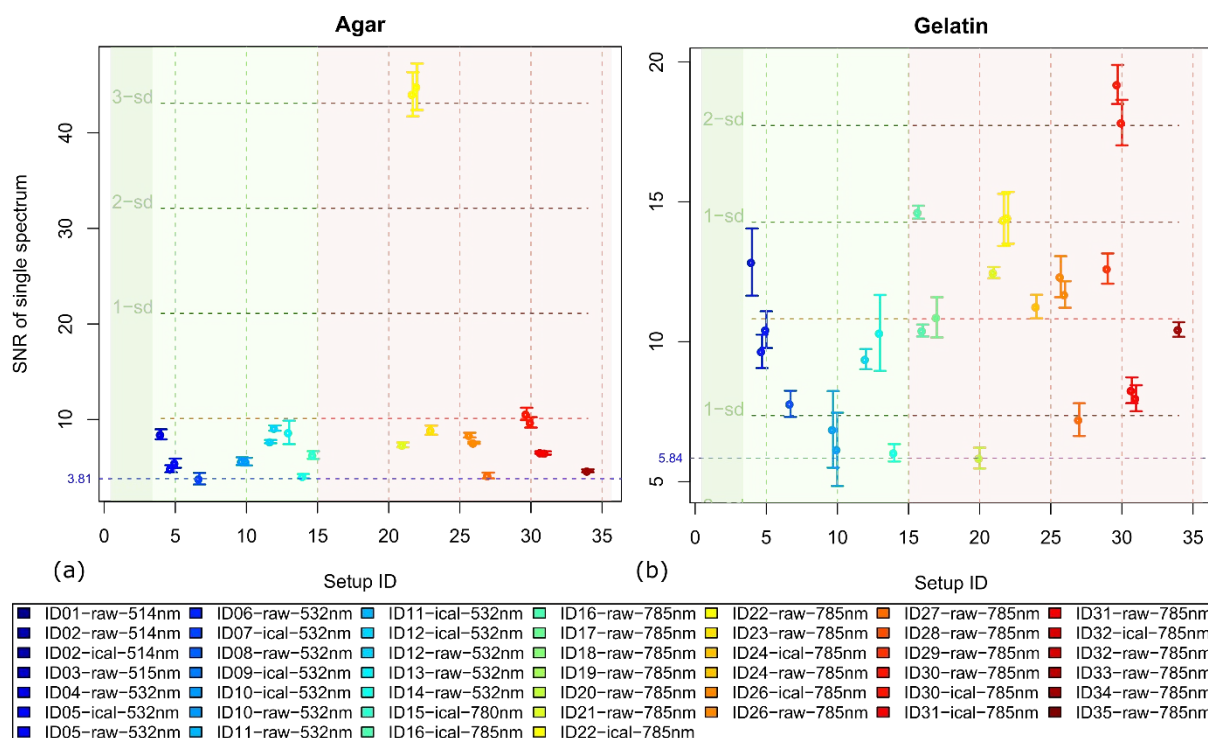 Agar
Gelatin
SNR of single spectrum
3-sd
2-sd
1-sd
40
30
20
10
3.81
0 5 10 15 20 25 30 35
(a)
Setup ID
2-sd
1-sd
1-sd
20
15
10
5.84
5
0 5 10 15 20 25 30 35
(b)
Setup ID
ID01-raw-514nm ID06-raw-532nm ID11-ical-532nm ID16-raw-785nm ID22-raw-785nm ID27-raw-785nm ID31-raw-785nm
ID02-raw-514nm ID07-ical-532nm ID12-ical-532nm ID17-raw-785nm ID23-raw-785nm ID28-raw-785nm ID32-ical-785nm
ID02-ical-514nm ID08-raw-532nm ID12-raw-532nm ID18-raw-785nm ID24-ical-785nm ID29-raw-785nm ID32-raw-785nm
ID03-raw-515nm ID09-ical-532nm ID13-raw-532nm ID19-raw-785nm ID24-raw-785nm ID30-raw-785nm ID33-raw-785nm
ID04-raw-532nm ID10-ical-532nm ID14-raw-532nm ID20-raw-785nm ID26-ical-785nm ID30-ical-785nm ID34-raw-785nm
ID05-ical-532nm ID10-raw-532nm ID15-ical-780nm ID21-raw-785nm ID26-raw-785nm ID31-ical-785nm ID35-raw-785nm
ID05-raw-532nm ID11-raw-532nm ID16-ical-785nm ID22-ical-785nm